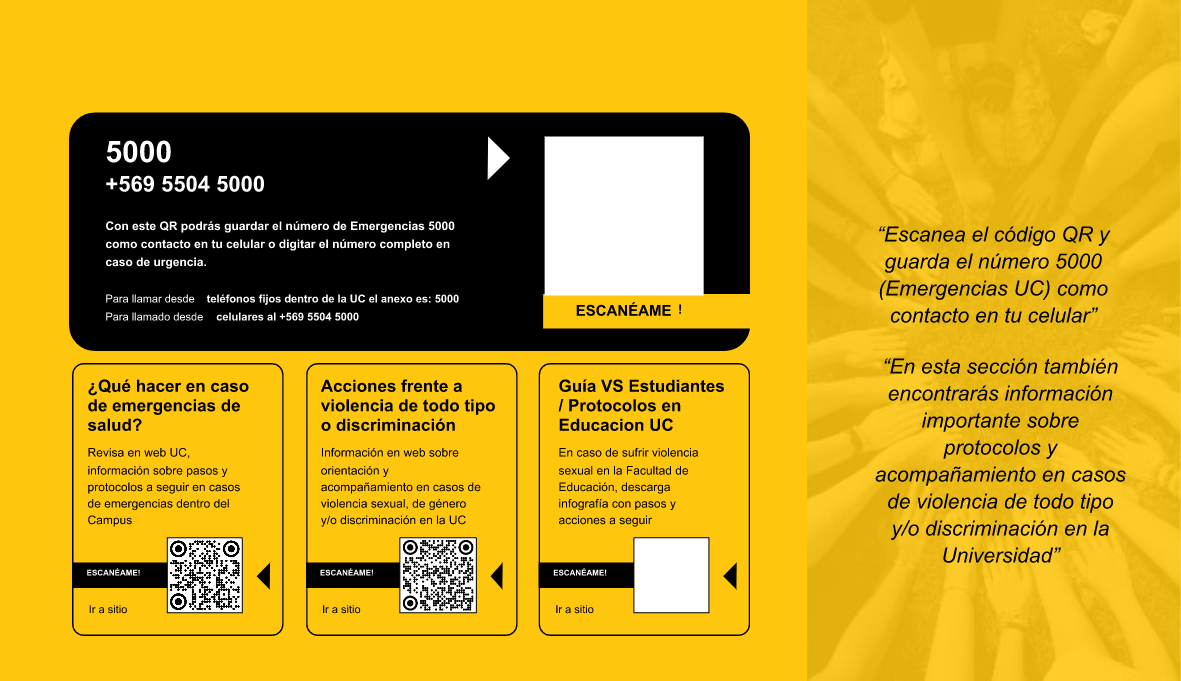 5000
+569 5504 5000
Con este QR podrás guardar el número de Emergencias 5000
como contacto en tu celular o digitar el número completo en
caso de urgencia.
Para llamar desde teléfonos fijos dentro de la UC el anexo es: 5000
Para llamado desde celulares al +569 5504 5000
ESCANÉAME !
¿Qué hacer en caso
de emergencias de
salud?
Revisa en web UC,
información sobre pasos y
protocolos a seguir en casos
de emergencias dentro del
Campus
ESCANÉAME!
Ir a sitio
Acciones frente a
violencia de todo tipo
o discriminación
Información en web sobre
orientación y
acompañamiento en casos de
violencia sexual, de género
y/o discriminación en la UC
ESCANÉAME!
Ir a sitio
Guía VS Estudiantes
/ Protocolos en
Educacion UC
En caso de sufrir violencia
sexual en la Facultad de
Educación, descarga
infografía con pasos y
acciones a seguir
ESCANÉAME!
Ir a sitio
“Escanea el código QR y
guarda el número 5000
(Emergencias UC) como
contacto en tu celular”
“En esta sección también
encontrarás información
importante sobre
protocolos y
acompañamiento en casos
de violencia de todo tipo
y/o discriminación en la
Universidad”